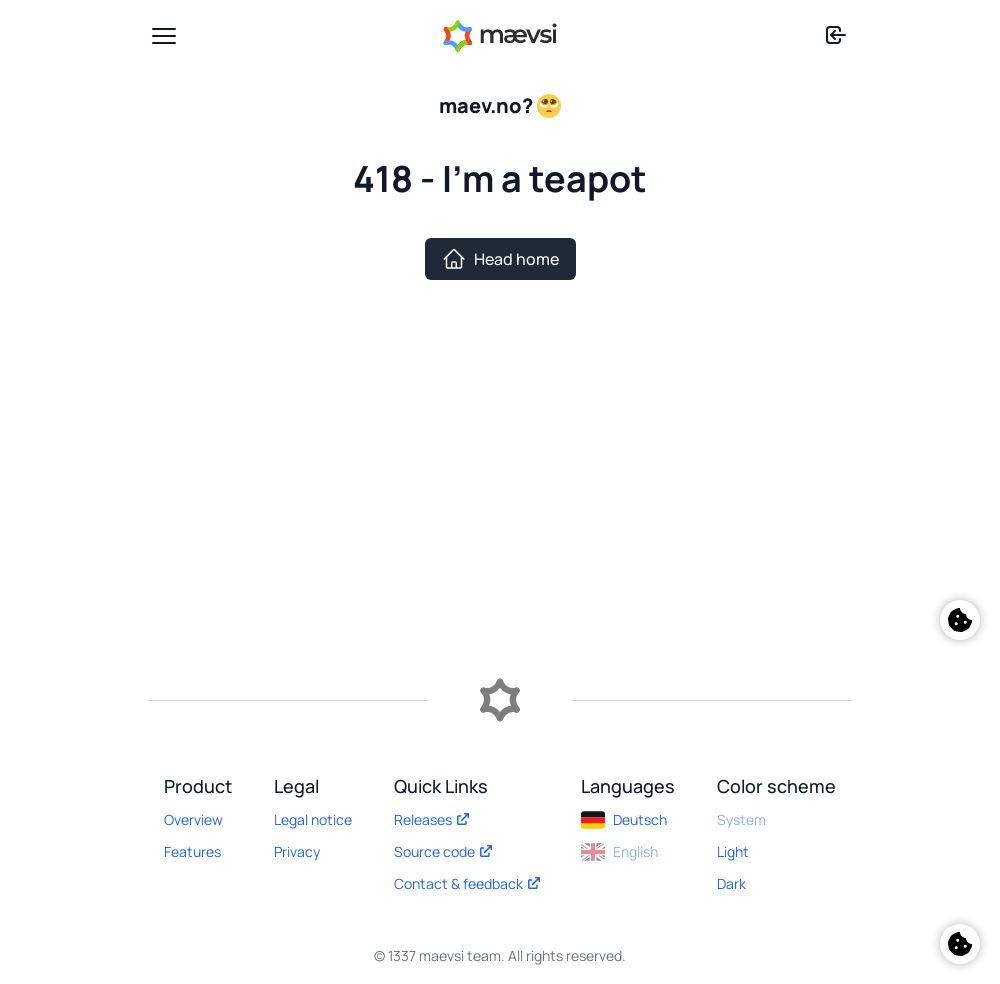 mævsi
maev.no? 🙄
418 - I'm a teapot
Head home
Product
Overview
Features
Legal
Legal notice
Privacy
Quick Links
Releases
Source code
Contact & feedback
Languages
Deutsch
English
Color scheme
System
Light
Dark
© 1337 maevsi team. All rights reserved.